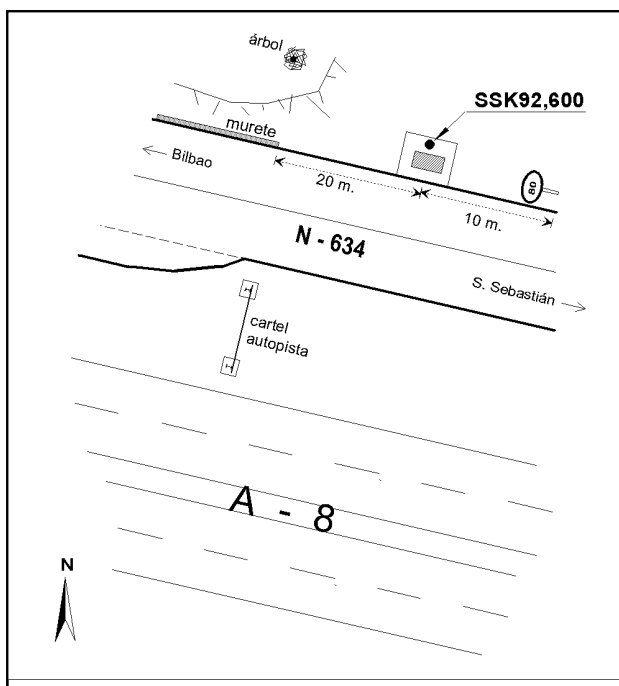 árbol
SSK92,600
murete
Bilbao
20 m.
80
10 m.
N - 634
S. Sebastián
cartel
autopista
A - 8
N